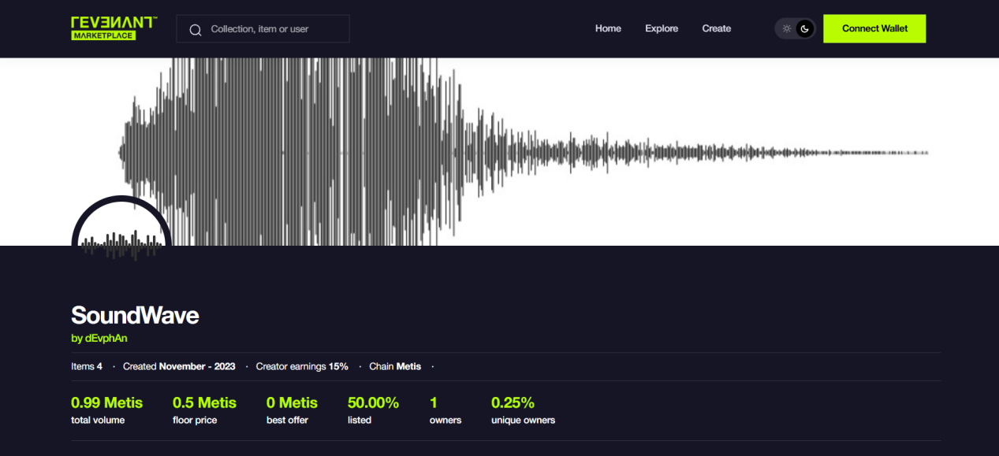 REVENANT™
MARKETPLACE
Collection, item or user
Home Explore Create
Connect Wallet
SoundWave
by dEvphAn
Items 4 · Created November - 2023 · Creator earnings 15% · Chain Metis ·
0.99 Metis 0.5 Metis 0 Metis 50.00% 1 0.25%
total volume floor price best offer listed owners unique owners